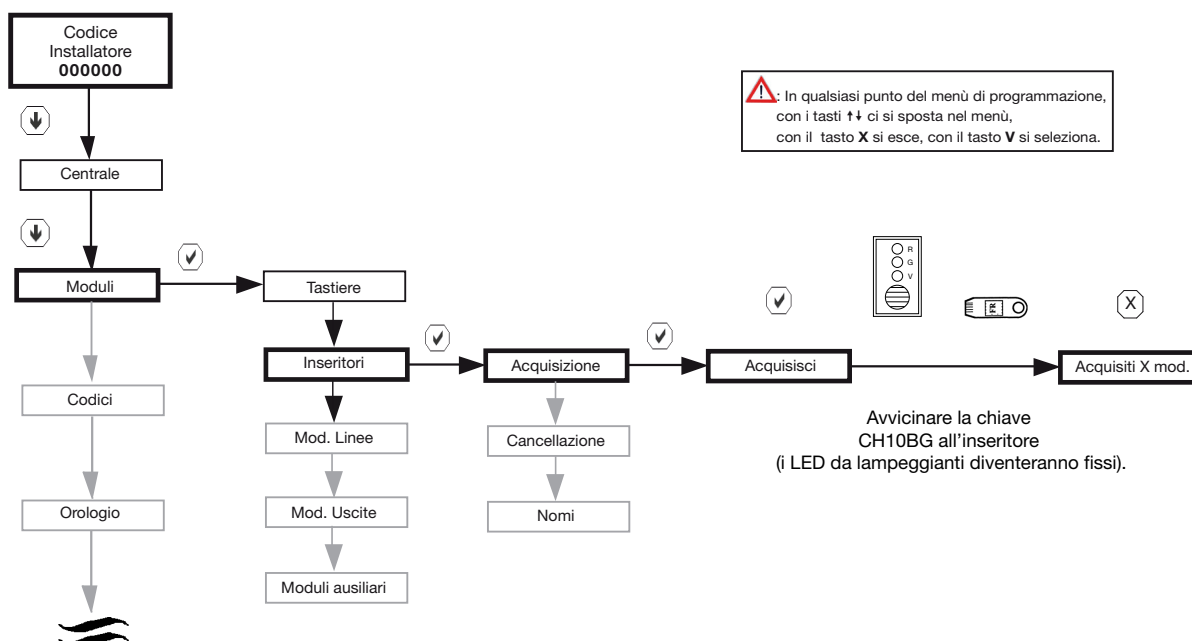 Codice
Installatore
000000
⚠: In qualsiasi punto del menù di programmazione,
con i tasti ↑↓ ci si sposta nel menù,
con il tasto X si esce, con il tasto V si seleziona.
Centrale
Moduli
Tastiere
R
G
V
FR
X
Inseritori
Acquisizione
Acquisisci
Acquisiti X mod.
Codici
Mod. Linee
Cancellazione
Avvicinare la chiave
CH10BG all'inseritore
(i LED da lampeggianti diventeranno fissi).
Orologio
Mod. Uscite
Nomi
Moduli ausiliari